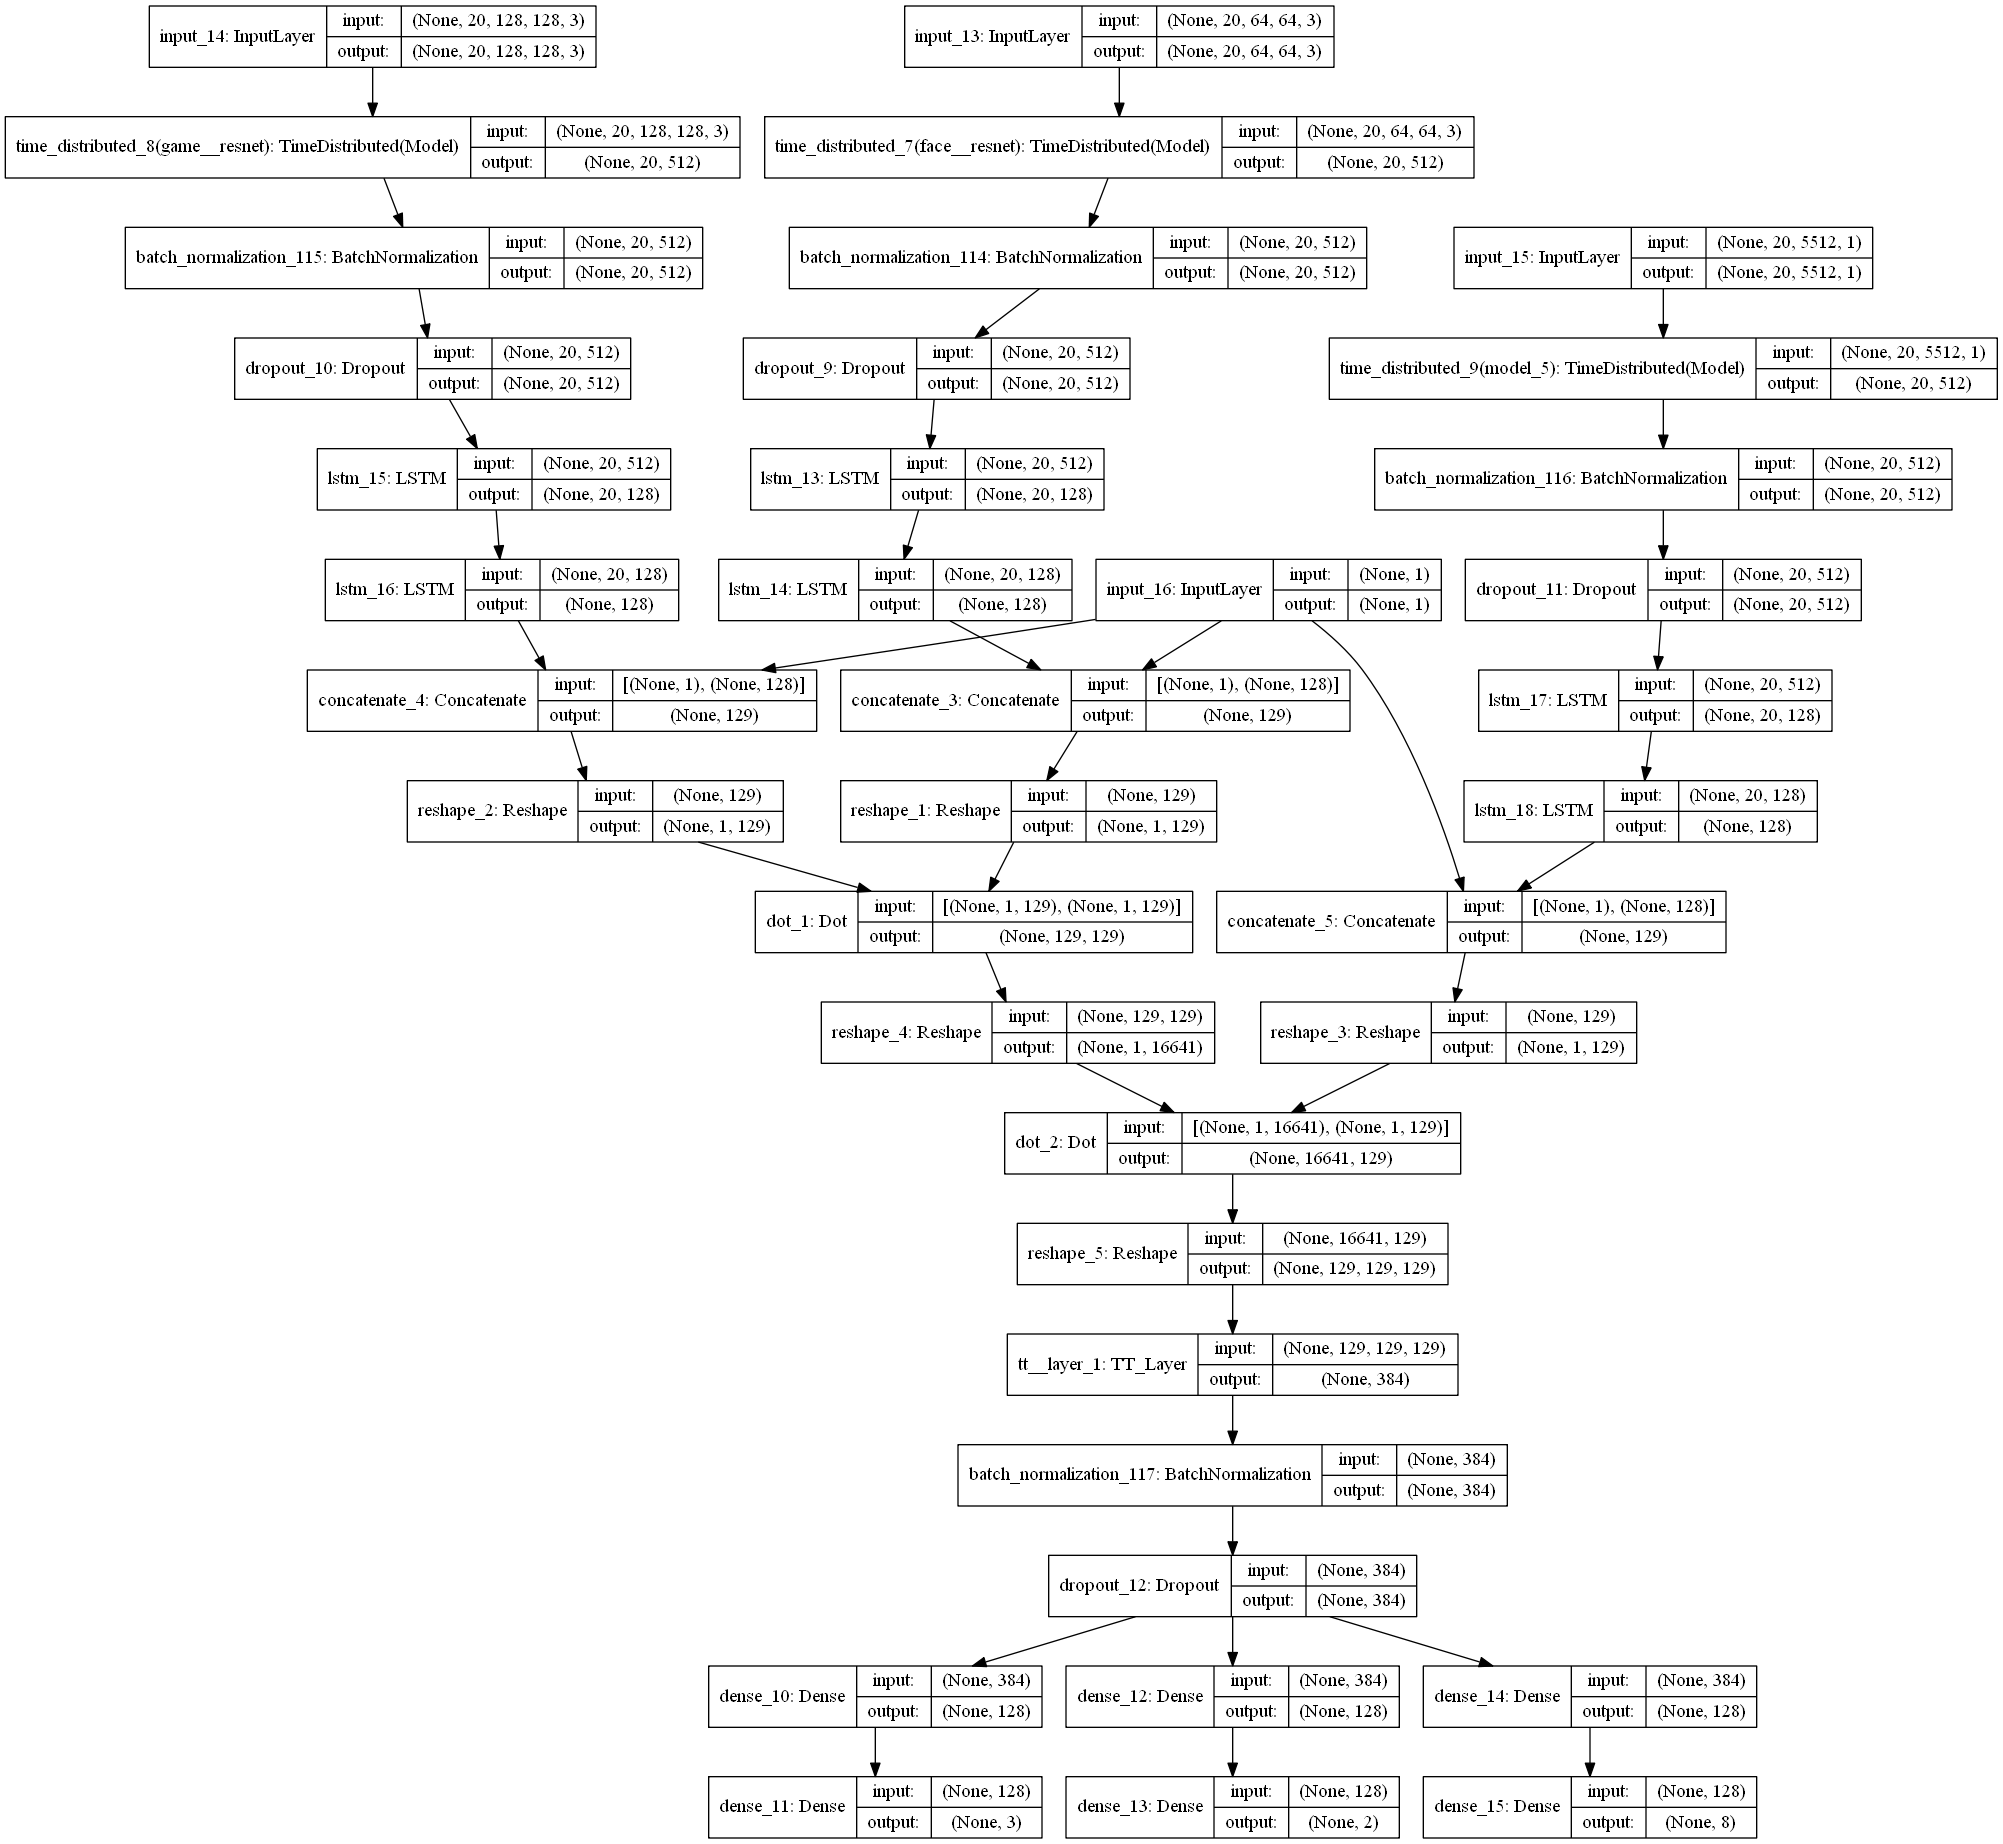 input_14: InputLayer
input: (None, 20, 128, 128, 3)
output: (None, 20, 128, 128, 3)
input_13: InputLayer
input: (None, 20, 64, 64, 3)
output: (None, 20, 64, 64, 3)
time_distributed_8(game__resnet): TimeDistributed(Model)
input: (None, 20, 128, 128, 3)
output: (None, 20, 512)
time_distributed_7(face__resnet): TimeDistributed(Model)
input: (None, 20, 64, 64, 3)
output: (None, 20, 512)
batch_normalization_115: BatchNormalization
input: (None, 20, 512)
output: (None, 20, 512)
batch_normalization_114: BatchNormalization
input: (None, 20, 512)
output: (None, 20, 512)
input_15: InputLayer
input: (None, 20, 5512, 1)
output: (None, 20, 5512, 1)
dropout_10: Dropout
input: (None, 20, 512)
output: (None, 20, 512)
dropout_9: Dropout
input: (None, 20, 512)
output: (None, 20, 512)
time_distributed_9(model_5): TimeDistributed(Model)
input: (None, 20, 5512, 1)
output: (None, 20, 512)
lstm_15: LSTM
input: (None, 20, 512)
output: (None, 20, 128)
lstm_13: LSTM
input: (None, 20, 512)
output: (None, 20, 128)
batch_normalization_116: BatchNormalization
input: (None, 20, 512)
output: (None, 20, 512)
lstm_16: LSTM
input: (None, 20, 128)
output: (None, 128)
lstm_14: LSTM
input: (None, 20, 128)
output: (None, 128)
input_16: InputLayer
input: (None, 1)
output: (None, 1)
dropout_11: Dropout
input: (None, 20, 512)
output: (None, 20, 512)
concatenate_4: Concatenate
input: [(None, 1), (None, 128)]
output: (None, 129)
concatenate_3: Concatenate
input: [(None, 1), (None, 128)]
output: (None, 129)
lstm_17: LSTM
input: (None, 20, 512)
output: (None, 20, 128)
reshape_2: Reshape
input: (None, 129)
output: (None, 1, 129)
reshape_1: Reshape
input: (None, 129)
output: (None, 1, 129)
lstm_18: LSTM
input: (None, 20, 128)
output: (None, 128)
dot_1: Dot
input: [(None, 1, 129), (None, 1, 129)]
output: (None, 129, 129)
concatenate_5: Concatenate
input: [(None, 1), (None, 128)]
output: (None, 129)
reshape_4: Reshape
input: (None, 129, 129)
output: (None, 1, 16641)
reshape_3: Reshape
input: (None, 129)
output: (None, 1, 129)
dot_2: Dot
input: [(None, 1, 16641), (None, 1, 129)]
output: (None, 16641, 129)
reshape_5: Reshape
input: (None, 16641, 129)
output: (None, 129, 129, 129)
tt__layer_1: TT_Layer
input: (None, 129, 129, 129)
output: (None, 384)
batch_normalization_117: BatchNormalization
input: (None, 384)
output: (None, 384)
dropout_12: Dropout
input: (None, 384)
output: (None, 384)
dense_10: Dense
input: (None, 384)
output: (None, 128)
dense_12: Dense
input: (None, 384)
output: (None, 128)
dense_14: Dense
input: (None, 384)
output: (None, 128)
dense_11: Dense
input: (None, 128)
output: (None, 3)
dense_13: Dense
input: (None, 128)
output: (None, 2)
dense_15: Dense
input: (None, 128)
output: (None, 8)